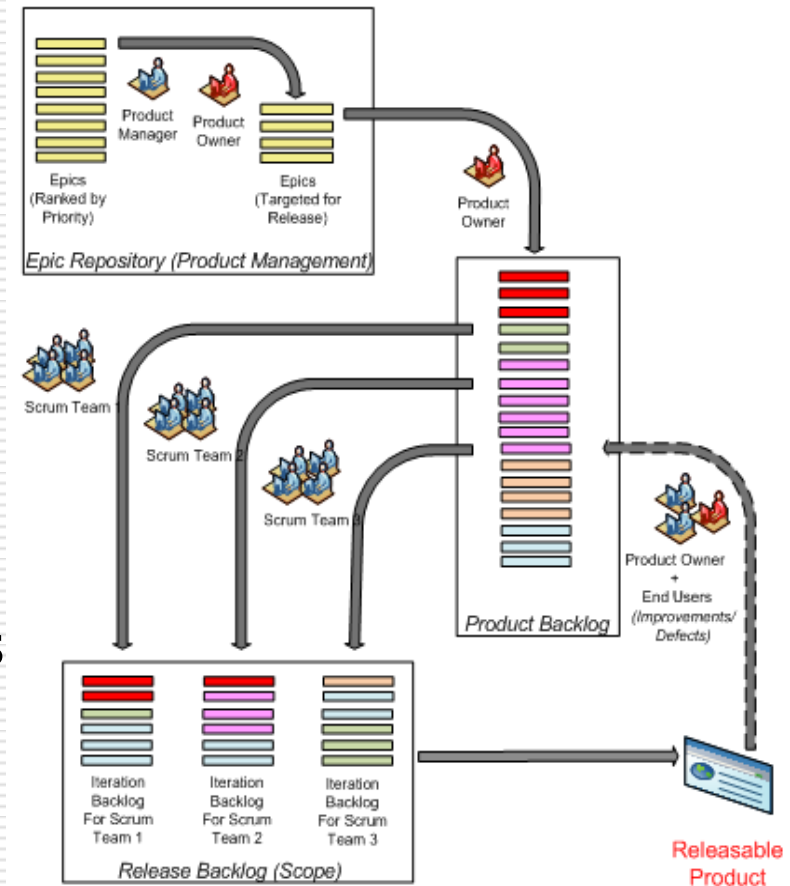 Product
Manager
Product
Owner
Epics
(Ranked by
Priority)
Epics
(Targeted for
Release)
Epic Repository (Product Management)
Product
Owner
Scrum Team 1
Scrum Team 2
Scrum Team 3
Product Owner
+
End Users
(Improvements/
Defects)
Product Backlog
s
Iteration
Backlog
For Scrum
Team 1
Iteration
Backlog
For Scrum
Team 2
Iteration
Backlog
For Scrum
Team 3
Release Backlog (Scope)
Releasable
Product